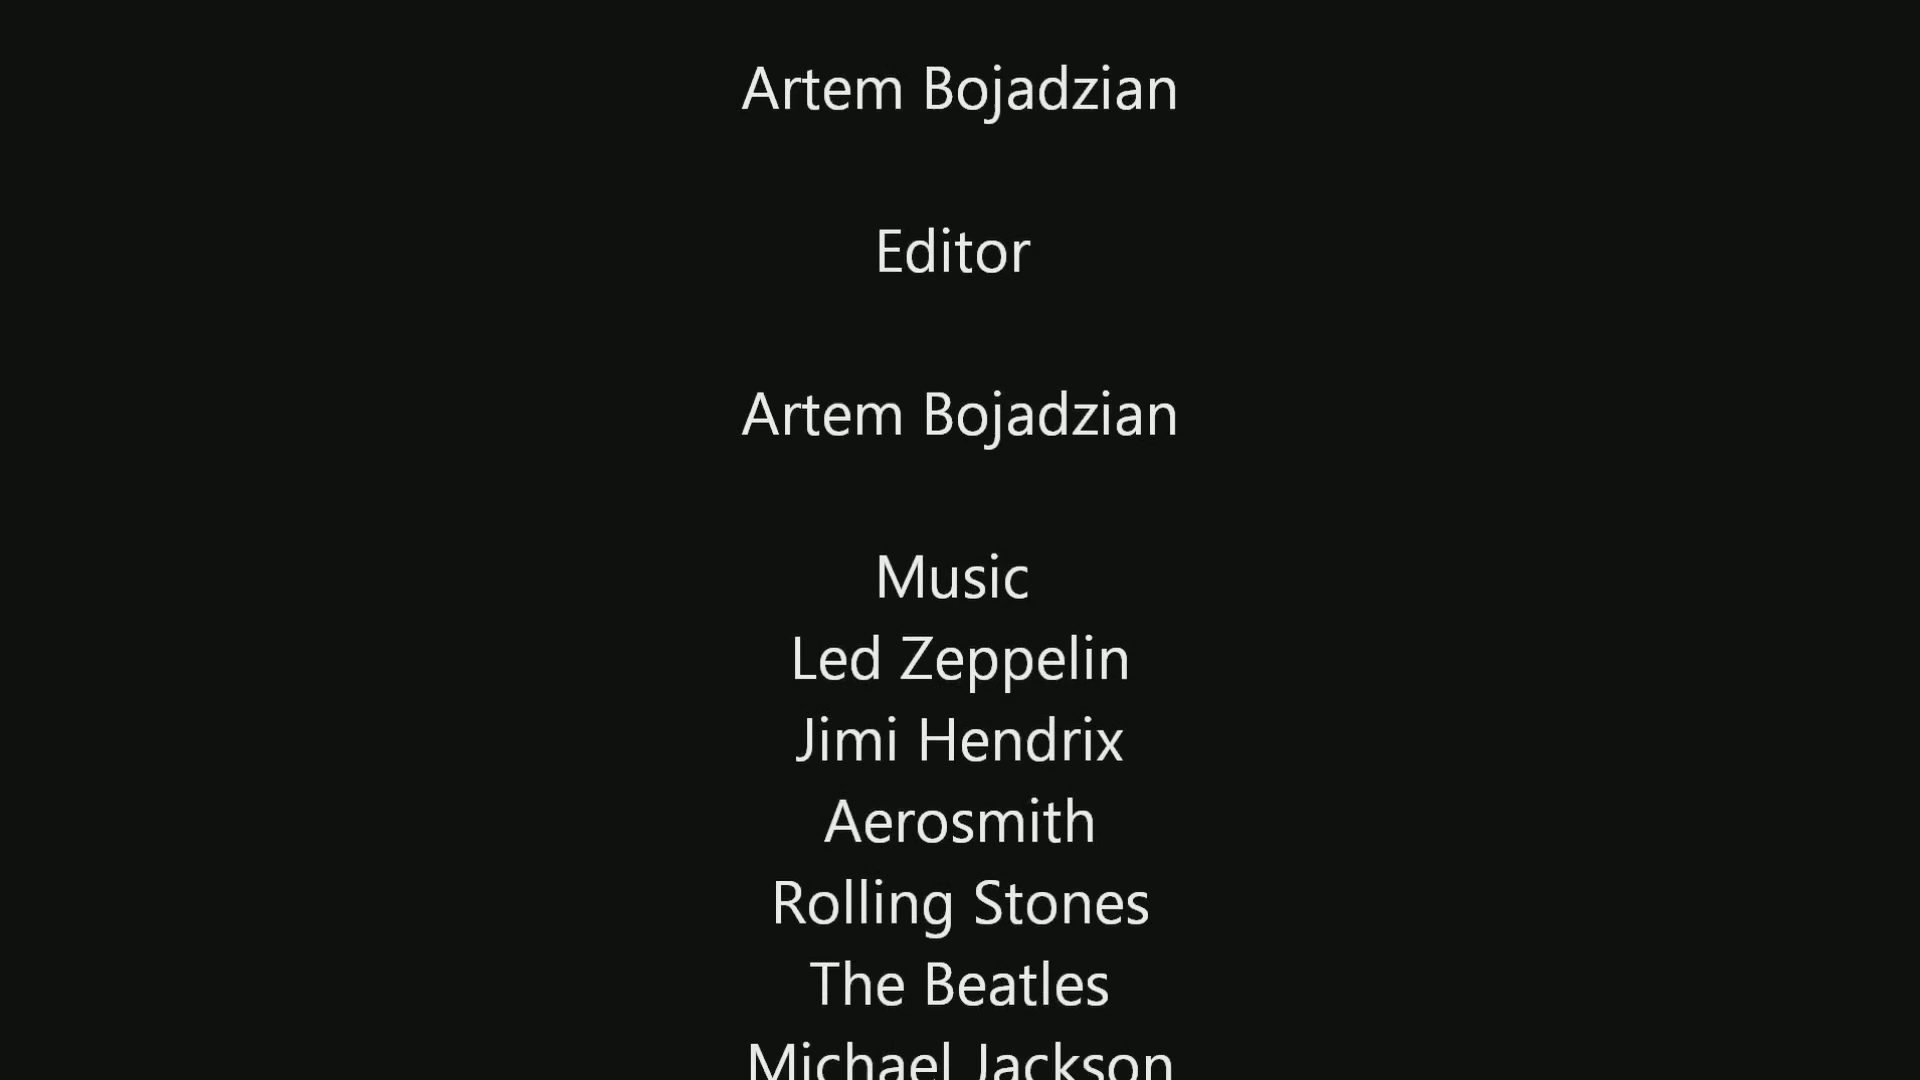 Artem Bojadzian
Editor
Artem Bojadzian
Music
Led Zeppelin
Jimi Hendrix
Aerosmith
Rolling Stones
The Beatles
Michael Jackson